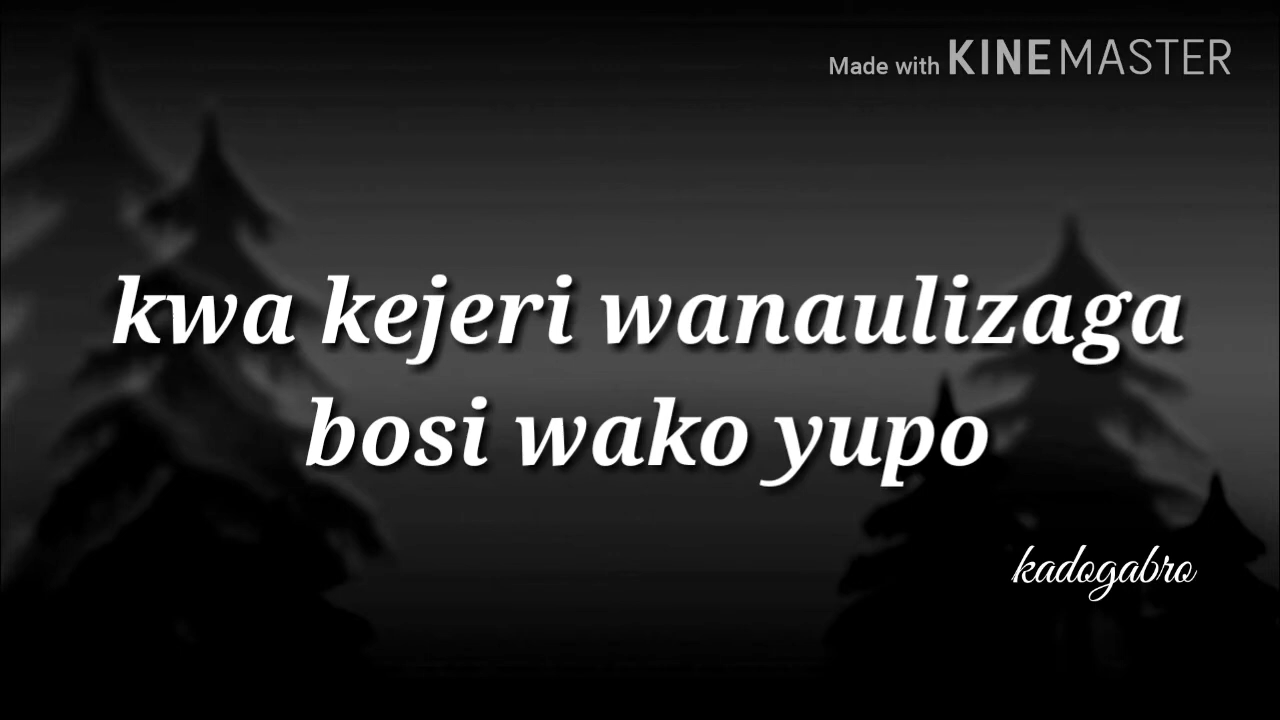 Made with KINEMASTER
kwa kejeri wanaulizaga
bosi wako yupo
kadogabro